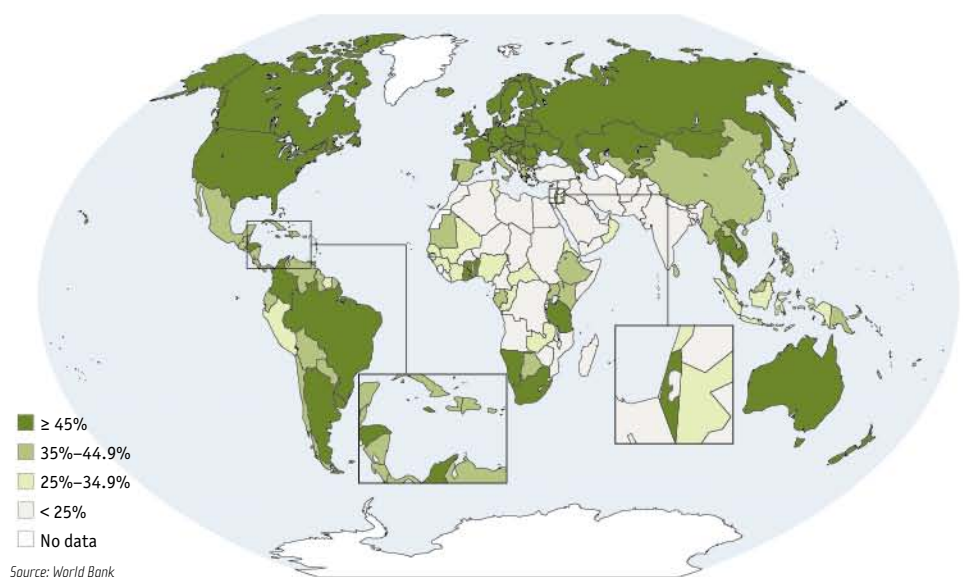 ≥ 45%
35%–44.9%
25%–34.9%
< 25%
No data
Source: World Bank